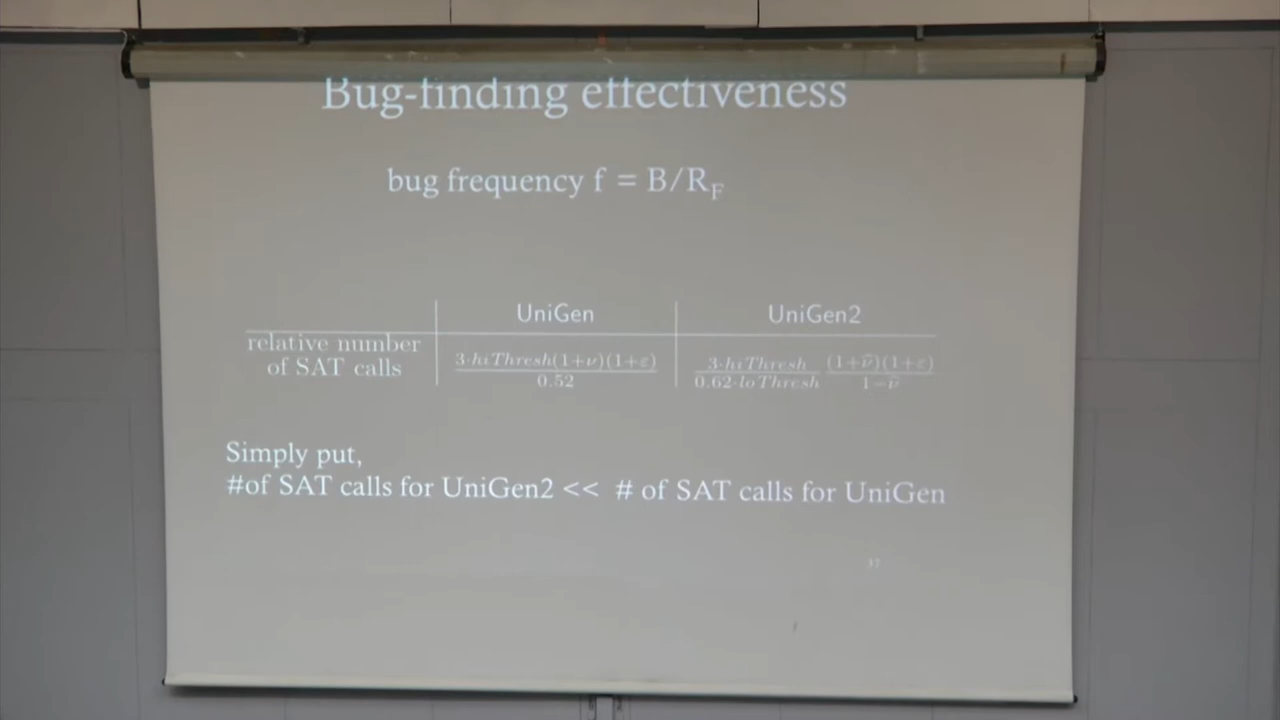 Bug-finding effectiveness
bug frequency f = B/R_F
UniGen UniGen2
relative number
of SAT calls
3·hiThresh(1+ν)(1+ε)
0.52
3·hiThresh (1+ν̂)(1+ε)
0.62·loThresh 1−ν̂
Simply put,
#of SAT calls for UniGen2 << # of SAT calls for UniGen
37